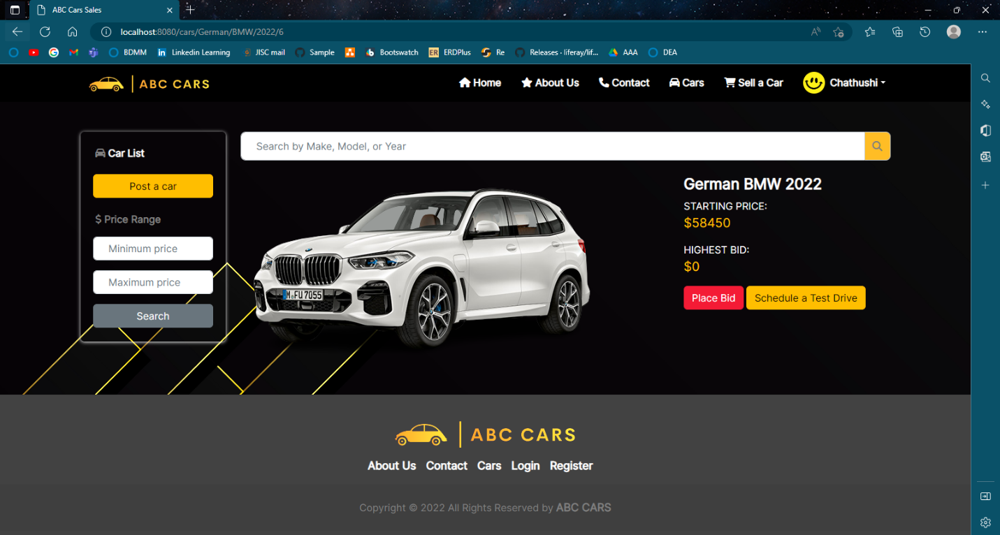 ABC Cars Sales
localhost:8080/cars/German/BMW/2022/6
BDMM Linkedin Learning JISC mail Sample Bootswatch ER ERDPlus Re Releases · liferay/lif... AAA DEA
ABC CARS Home About Us Contact Cars Sell a Car Chathushi
Car List
Post a car
$ Price Range
Minimum price
Maximum price
Search
Search by Make, Model, or Year
M FU 7055
German BMW 2022
STARTING PRICE:
$58450
HIGHEST BID:
$0
Place Bid Schedule a Test Drive
ABC CARS
About Us Contact Cars Login Register
Copyright © 2022 All Rights Reserved by ABC CARS